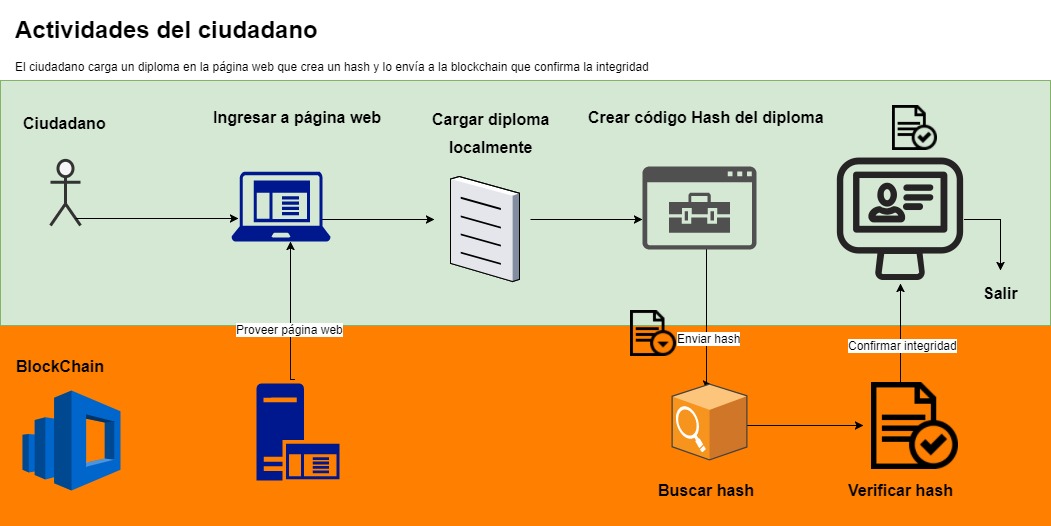 Actividades del ciudadano
El ciudadano carga un diploma en la página web que crea un hash y lo envía a la blockchain que confirma la integridad
Ciudadano
Ingresar a página web
Cargar diploma
localmente
Crear código Hash del diploma
Salir
Proveer página web
Enviar hash
Confirmar integridad
BlockChain
Buscar hash
Verificar hash